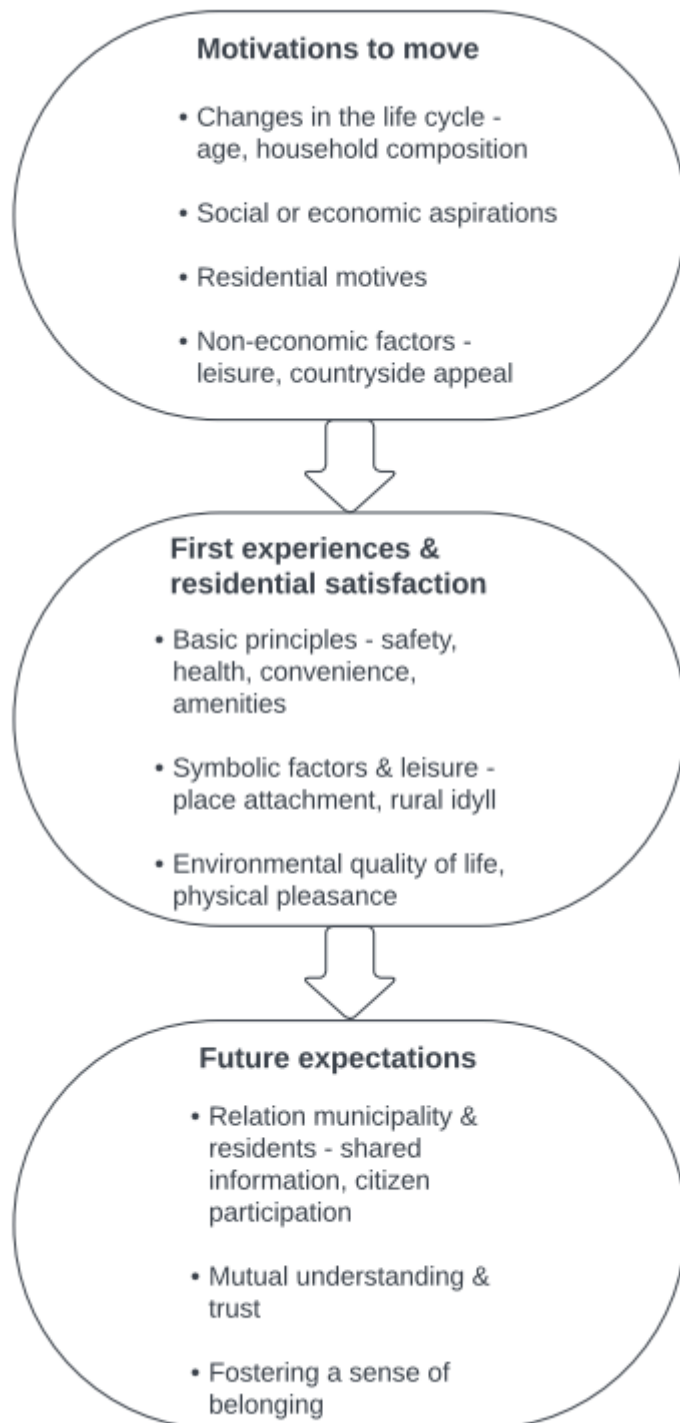 Motivations to move
• Changes in the life cycle -
age, household composition
• Social or economic aspirations
• Residential motives
• Non-economic factors -
leisure, countryside appeal
First experiences &
residential satisfaction
• Basic principles - safety,
health, convenience,
amenities
• Symbolic factors & leisure -
place attachment, rural idyll
• Environmental quality of life,
physical pleasance
Future expectations
• Relation municipality &
residents - shared
information, citizen
participation
• Mutual understanding &
trust
• Fostering a sense of
belonging